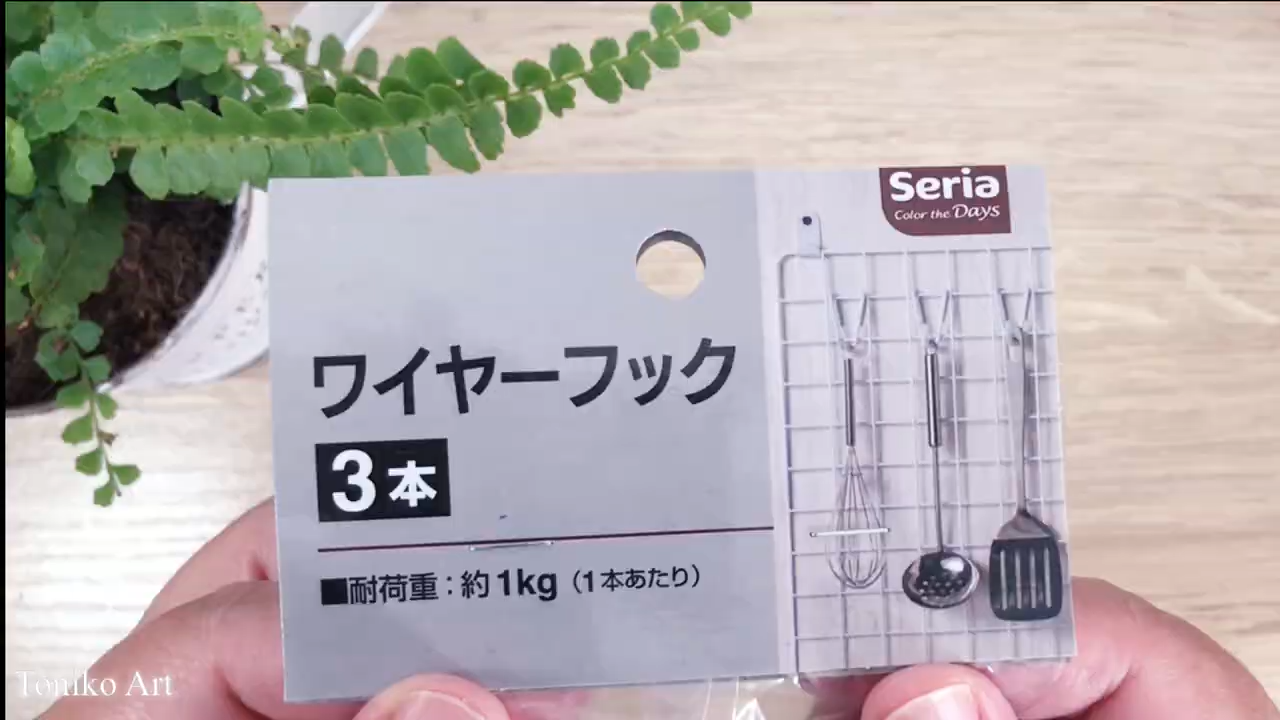 Seria
Color the Days
ワイヤーフック
3本
■耐荷重：約1kg（1本あたり）
Toniko Art